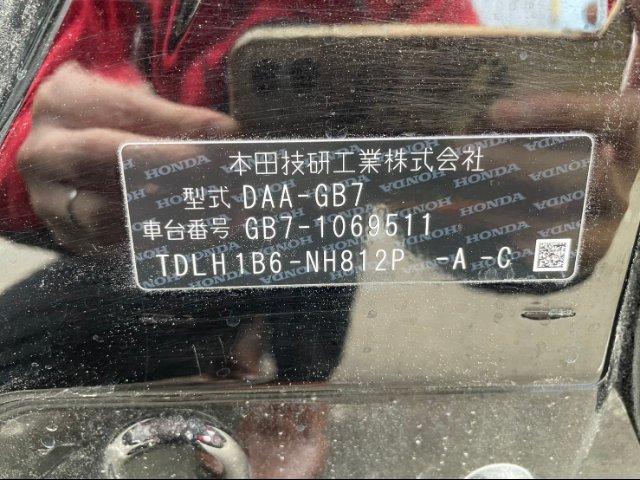 本田技研工業株式会社
型式 DAA-GB7
車台番号 GB7-1069511
TDLH1B6-NH812P -A-C